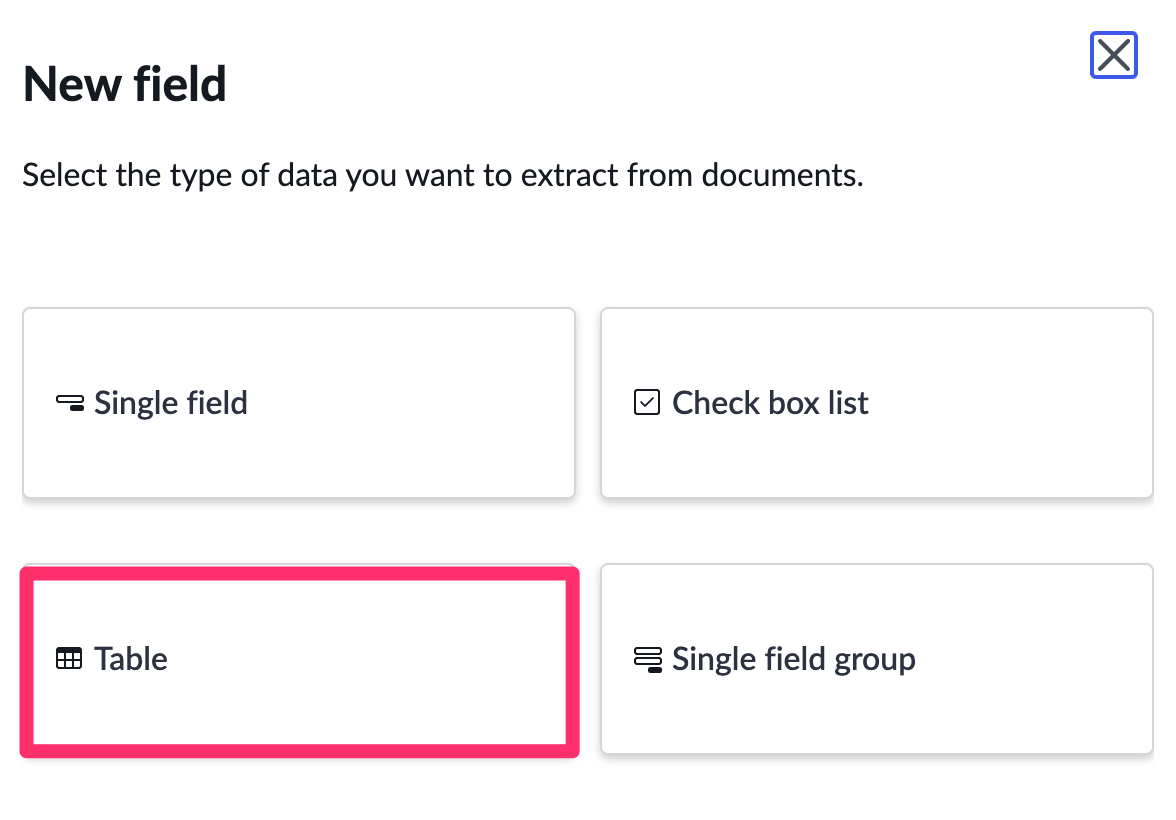 New field
Select the type of data you want to extract from documents.
Single field
Check box list
Table
Single field group